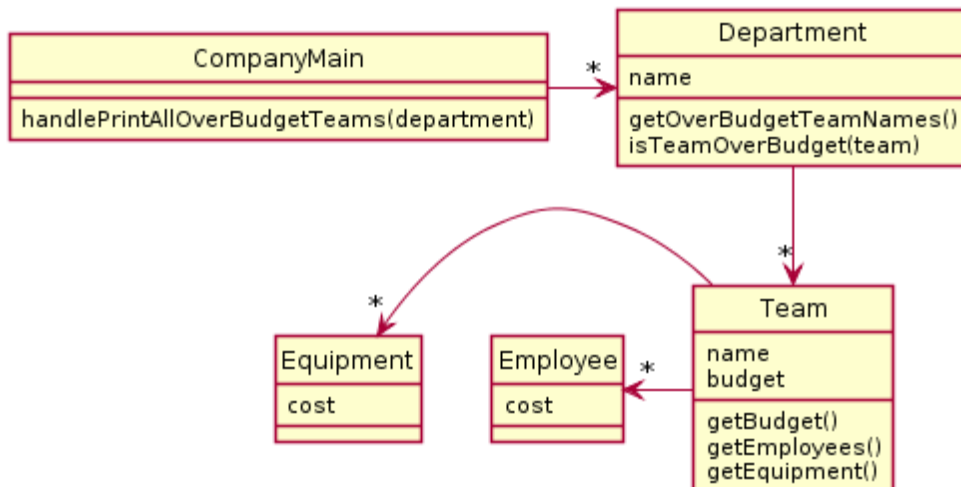 CompanyMain
handlePrintAllOverBudgetTeams(department)
*
Department
name
getOverBudgetTeamNames()
isTeamOverBudget(team)
*
Team
name
budget
getBudget()
getEmployees()
getEquipment()
*
Equipment
cost
*
Employee
cost